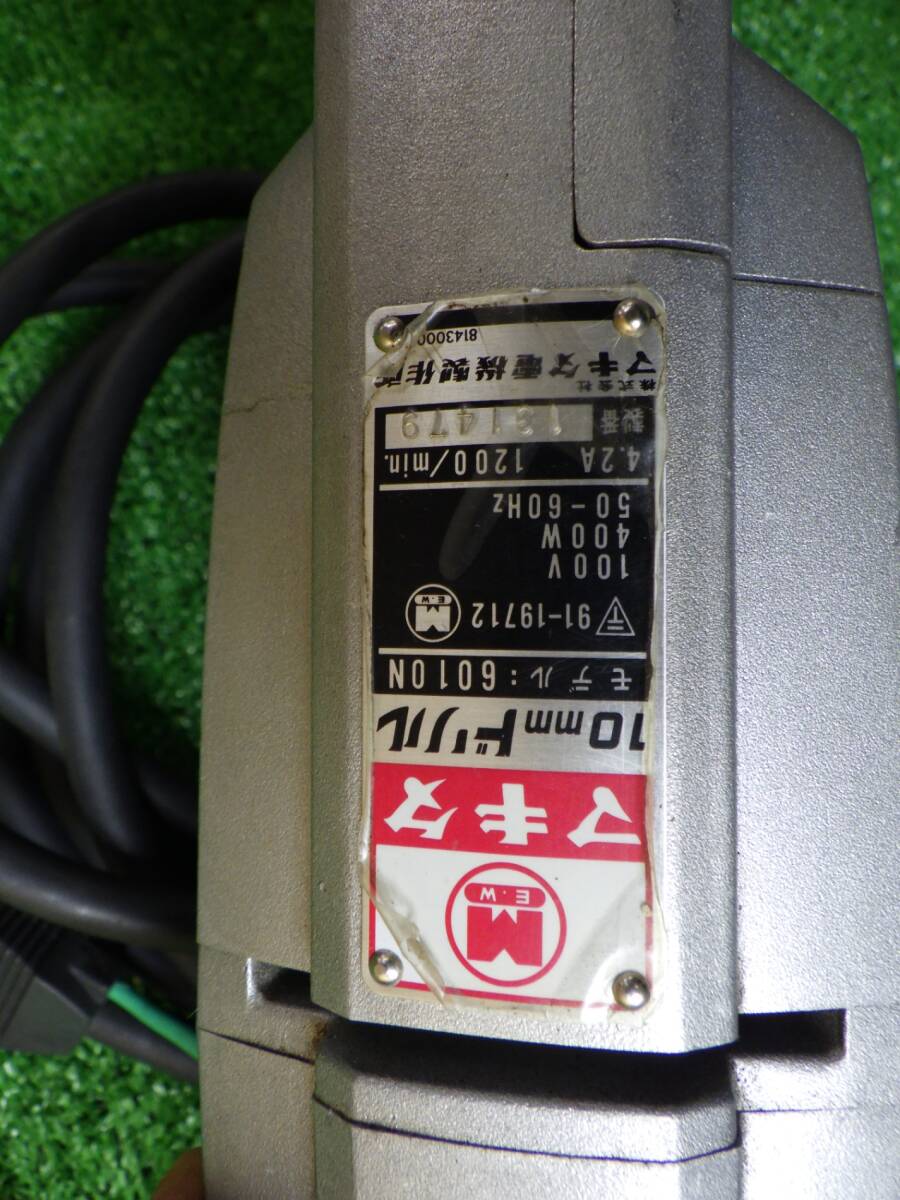 M
E.W
マキタ
10mmドリル
モデル:6010N
91-19712
M
E.W
100V
400W
50-60Hz
4.2A 1200/min.
製番 131479
株式会社 マキタ電機製作所
8143000